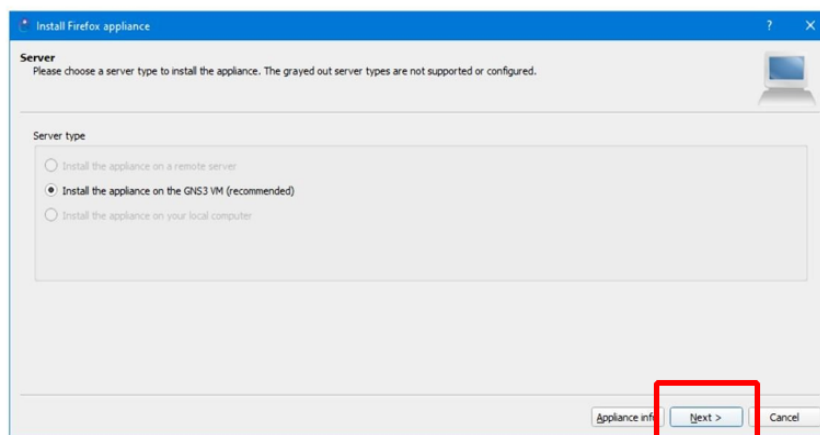 Install Firefox appliance
Server
Please choose a server type to install the appliance. The grayed out server types are not supported or configured.
Server type
Install the appliance on a remote server
Install the appliance on the GNS3 VM (recommended)
Install the appliance on your local computer
Appliance info Next > Cancel